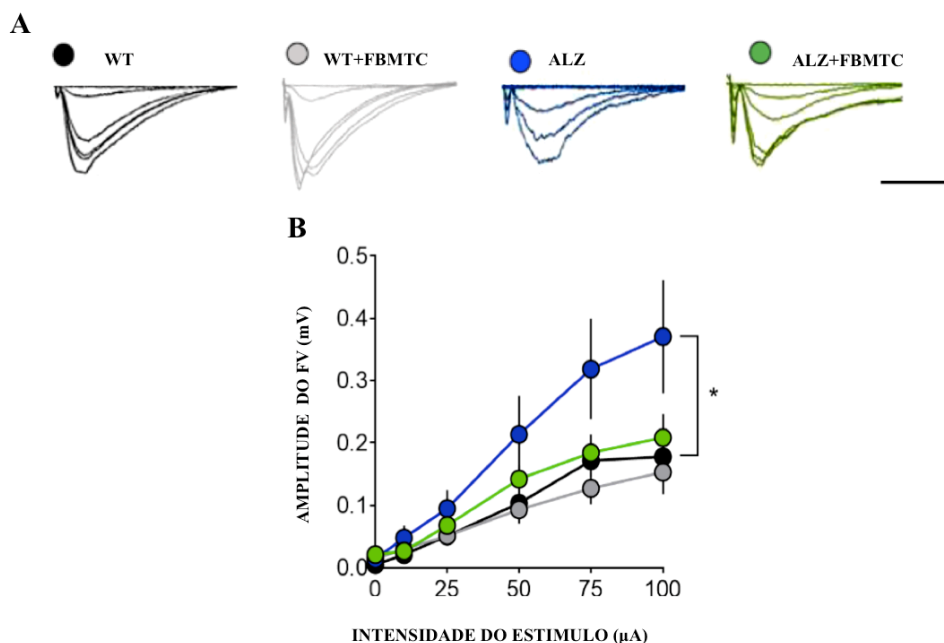 A
WT
WT+FBMTC
ALZ
ALZ+FBMTC
B
AMPLITUDE DO FV (mV)
0.5
0.4
0.3
0.2
0.1
0.0
*
0
25
50
75
100
INTENSIDADE DO ESTIMULO (µA)